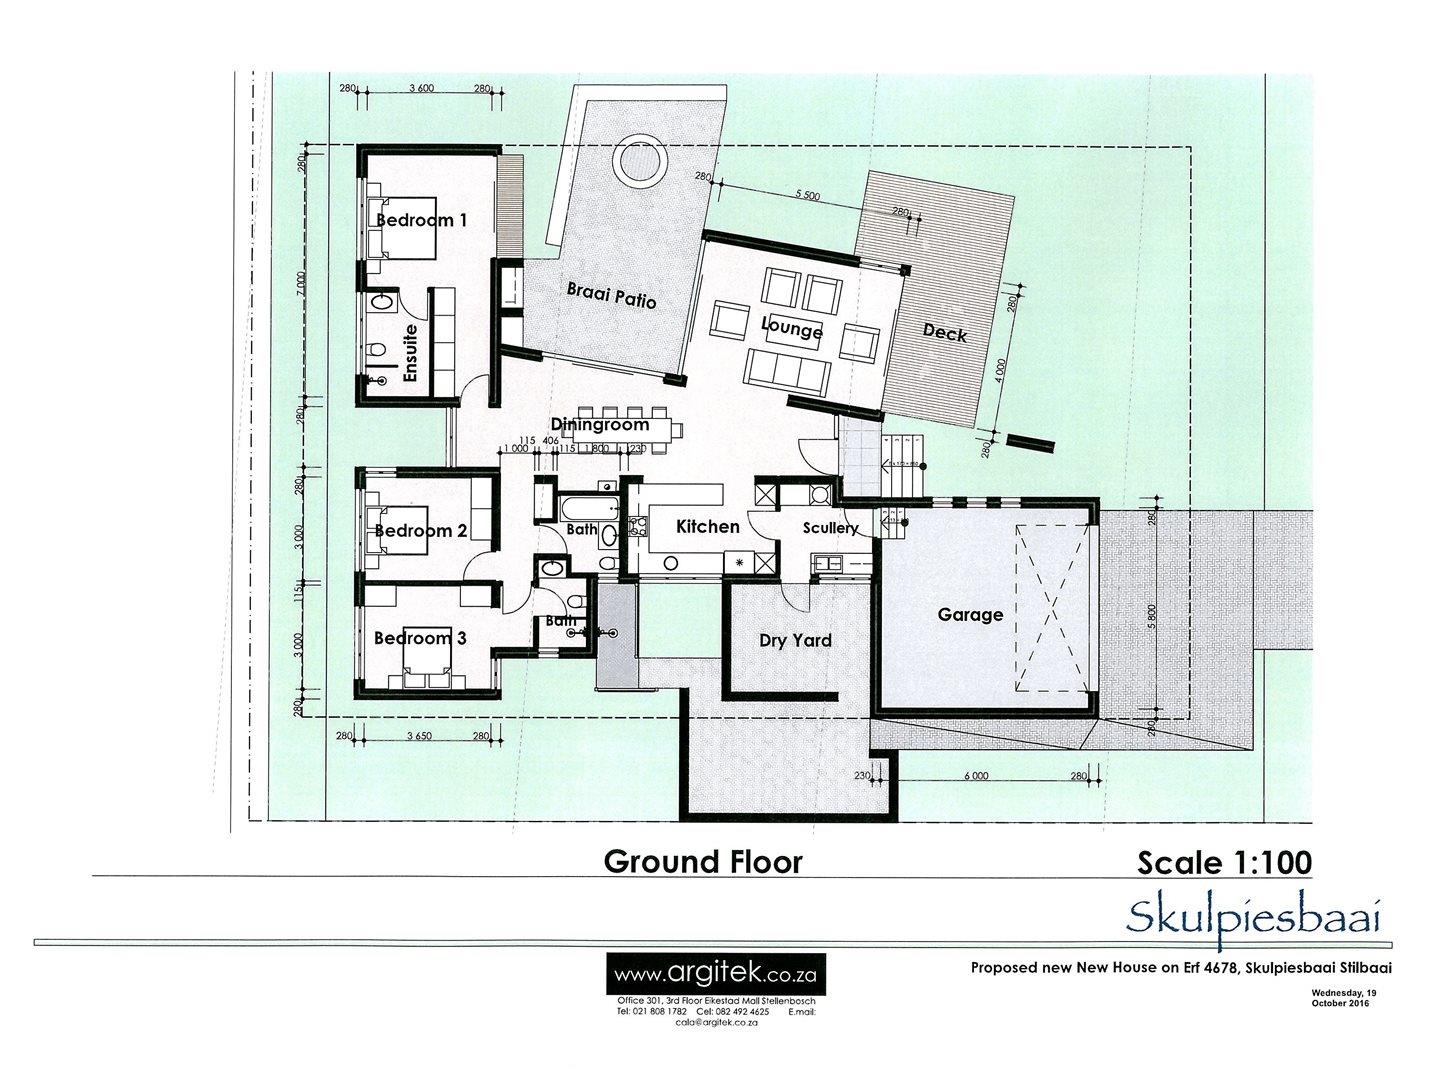 280 3 600 280
280
Bedroom 1
7 000
Ensuite
280
Braai Patio
280 5 500 280
Lounge
Deck
280
4 000
280
Diningroom
115 406
1 000 115 1 800 230
280
Bedroom 2
3 000
Bath
Kitchen
Scullery
115
Bedroom 3
3 000
Bath
280
Dry Yard
Garage
280
5 800
280
280 3 650 280
230 6 000 280
Ground Floor
Scale 1:100
Skulpiesbaai
www.argitek.co.za
Proposed new New House on Erf 4678, Skulpiesbaai Stilbaai
Wednesday, 19
October 2016
Office 301, 3rd Floor Eikestad Mall Stellenbosch
Tel: 021 808 1782 Cel: 082 492 4625 E.mail:
cala@argitek.co.za